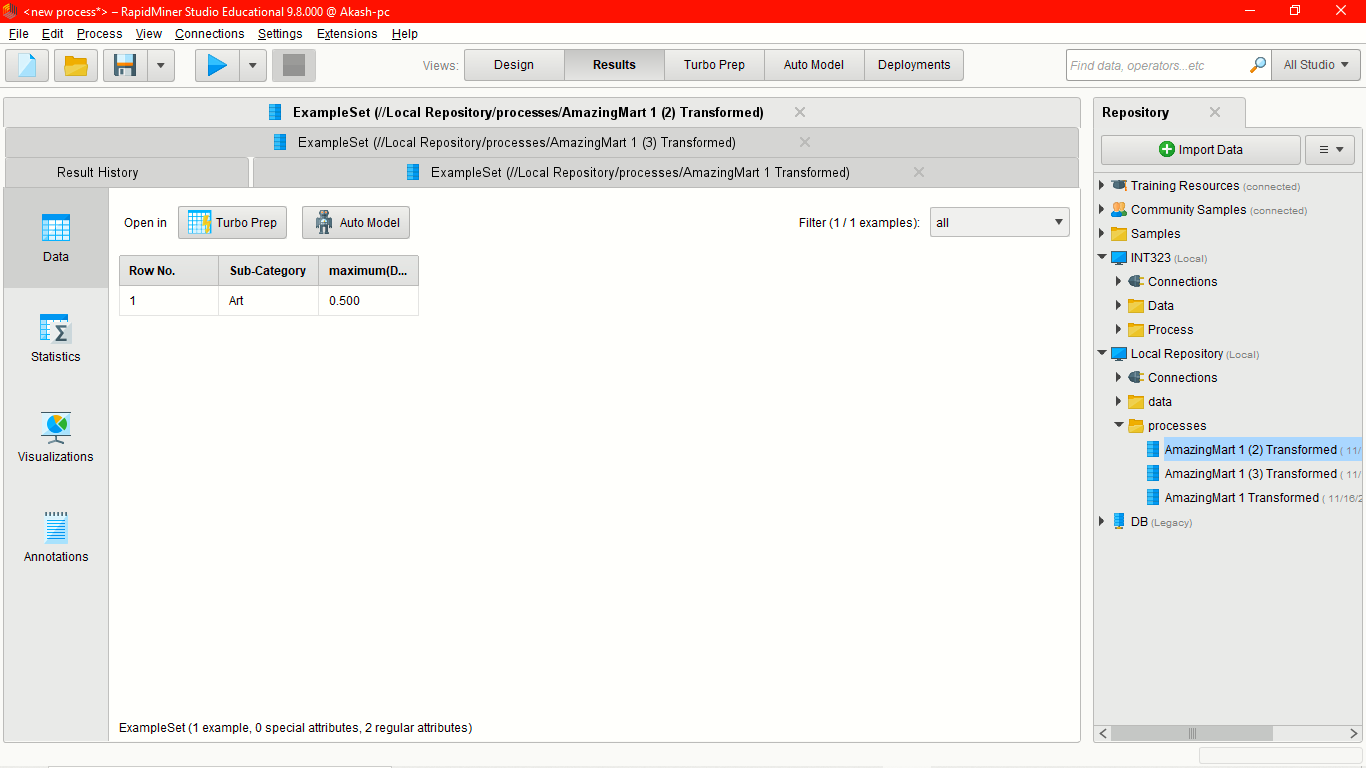 <new process*> – RapidMiner Studio Educational 9.8.000 @ Akash-pc
File Edit Process View Connections Settings Extensions Help
Views: Design Results Turbo Prep Auto Model Deployments Find data, operators...etc All Studio
ExampleSet (//Local Repository/processes/AmazingMart 1 (2) Transformed)
ExampleSet (//Local Repository/processes/AmazingMart 1 (3) Transformed)
Result History ExampleSet (//Local Repository/processes/AmazingMart 1 Transformed)
Data
Statistics
Visualizations
Annotations
Open in Turbo Prep Auto Model Filter (1 / 1 examples): all
Row No. Sub-Category maximum(D...
1 Art 0.500
ExampleSet (1 example, 0 special attributes, 2 regular attributes)
Repository
Import Data
Training Resources (connected)
Community Samples (connected)
Samples
INT323 (Local)
Connections
Data
Process
Local Repository (Local)
Connections
data
processes
AmazingMart 1 (2) Transformed ( 11/
AmazingMart 1 (3) Transformed ( 11/
AmazingMart 1 Transformed ( 11/16/2
DB (Legacy)